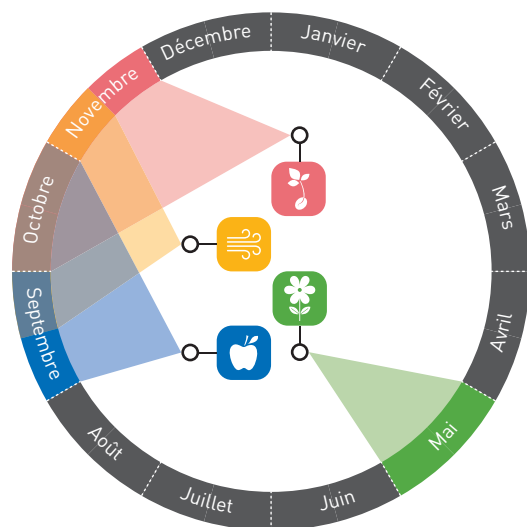 Janvier
Février
Mars
Avril
Mai
Juin
Juillet
Août
Septembre
Octobre
Novembre
Décembre